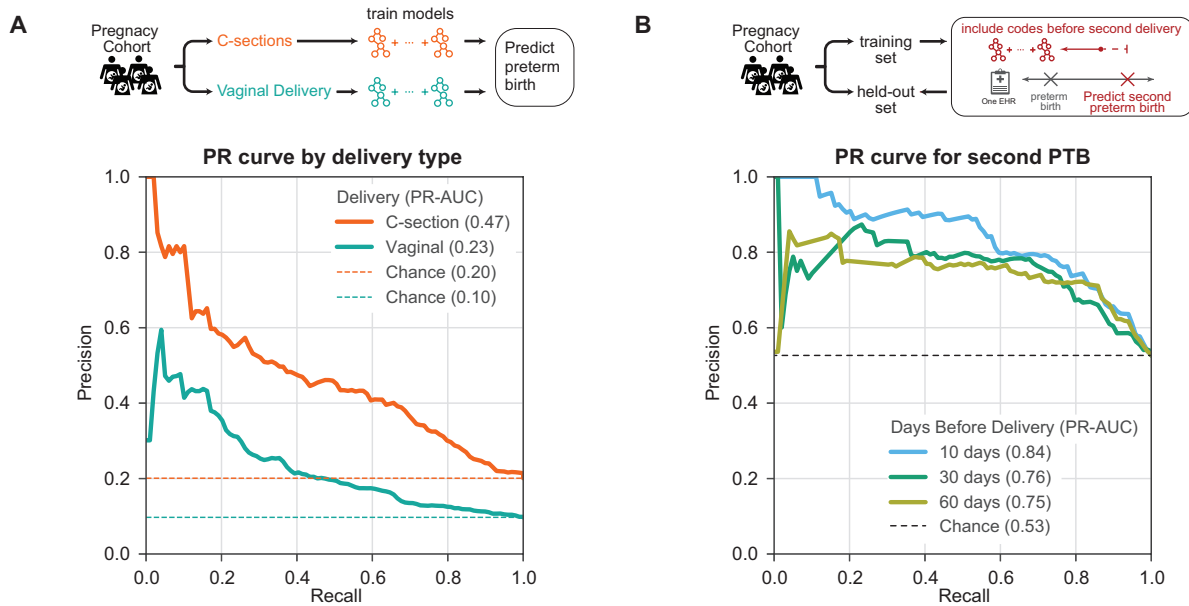 A
Pregnancy
Cohort
C-sections
Vaginal Delivery
train models
+ ... +
+ ... +
Predict
preterm
birth
PR curve by delivery type
Delivery (PR-AUC)
C-section (0.47)
Vaginal (0.23)
Chance (0.20)
Chance (0.10)
Precision
1.0
0.8
0.6
0.4
0.2
0.0
0.0 0.2 0.4 0.6 0.8 1.0
Recall
B
Pregnancy
Cohort
training
set
held-out
set
include codes before second delivery
+ ... +
One EHR
preterm
birth
Predict second
preterm birth
PR curve for second PTB
Precision
1.0
0.8
0.6
0.4
0.2
0.0
Days Before Delivery (PR-AUC)
10 days (0.84)
30 days (0.76)
60 days (0.75)
Chance (0.53)
0.0 0.2 0.4 0.6 0.8 1.0
Recall